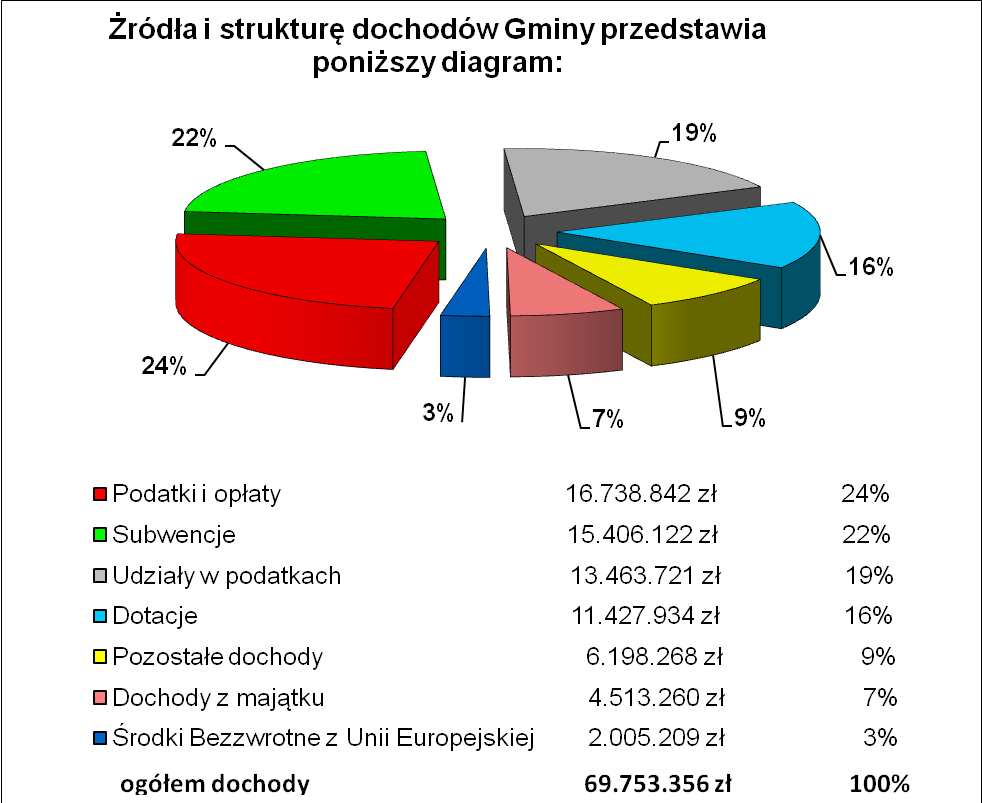 Źródła i strukturę dochodów Gminy przedstawia
poniższy diagram:
22%
19%
16%
24%
3%
7%
9%
Podatki i opłaty 16.738.842 zł 24%
Subwencje 15.406.122 zł 22%
Udziały w podatkach 13.463.721 zł 19%
Dotacje 11.427.934 zł 16%
Pozostałe dochody 6.198.268 zł 9%
Dochody z majątku 4.513.260 zł 7%
Środki Bezzwrotne z Unii Europejskiej 2.005.209 zł 3%
ogółem dochody 69.753.356 zł 100%